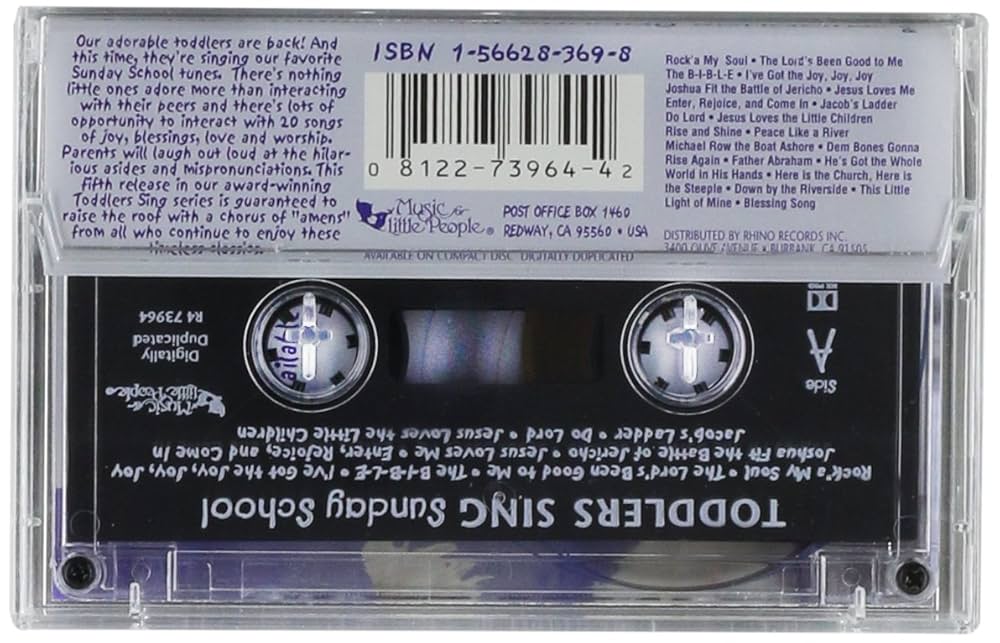 Our adorable toddlers are back! And
this time, they're singing our favorite
Sunday School tunes. There's nothing
little ones adore more than interacting
with their peers and there's lots of
opportunity to interact with 20 songs
of joy, blessings, love and worship.
Parents will laugh out loud at the hilar-
ious asides and mispronunciations. This
fifth release in our award-winning
Toddlers Sing series is guaranteed to
raise the roof with a chorus of "amens"
from all who continue to enjoy these
timeless classics.
ISBN 1-56628-369-8
0 8122-73964-4 2
Music for
Little People®
POST OFFICE BOX 1460
REDWAY, CA 95560 • USA
Rock'a My Soul • The Lord's Been Good to Me
The B-I-B-L-E • I've Got the Joy, Joy, Joy
Joshua Fit the Battle of Jericho • Jesus Loves Me
Enter, Rejoice, and Come In • Jacob's Ladder
Do Lord • Jesus Loves the Little Children
Rise and Shine • Peace Like a River
Michael Row the Boat Ashore • Dem Bones Gonna
Rise Again • Father Abraham • He's Got the Whole
World in His Hands • Here is the Church, Here is
the Steeple • Down by the Riverside • This Little
Light of Mine • Blessing Song
DISTRIBUTED BY RHINO RECORDS INC.
3400 OLIVE AVENUE • BURBANK, CA 91505
AVAILABLE ON COMPACT DISC DIGITALLY DUPLICATED
TODDLERS SING Sunday School
Rock'a My Soul • The Lord's Been Good to Me • The B-I-B-L-E • I've Got the Joy, Joy, Joy
Joshua Fit the Battle of Jericho • Jesus Loves Me • Enter, Rejoice, and Come In
Jacob's Ladder • Do Lord • Jesus Loves the Little Children
Side
A
Music for
Little People®
Digitally
Duplicated
R4 73964